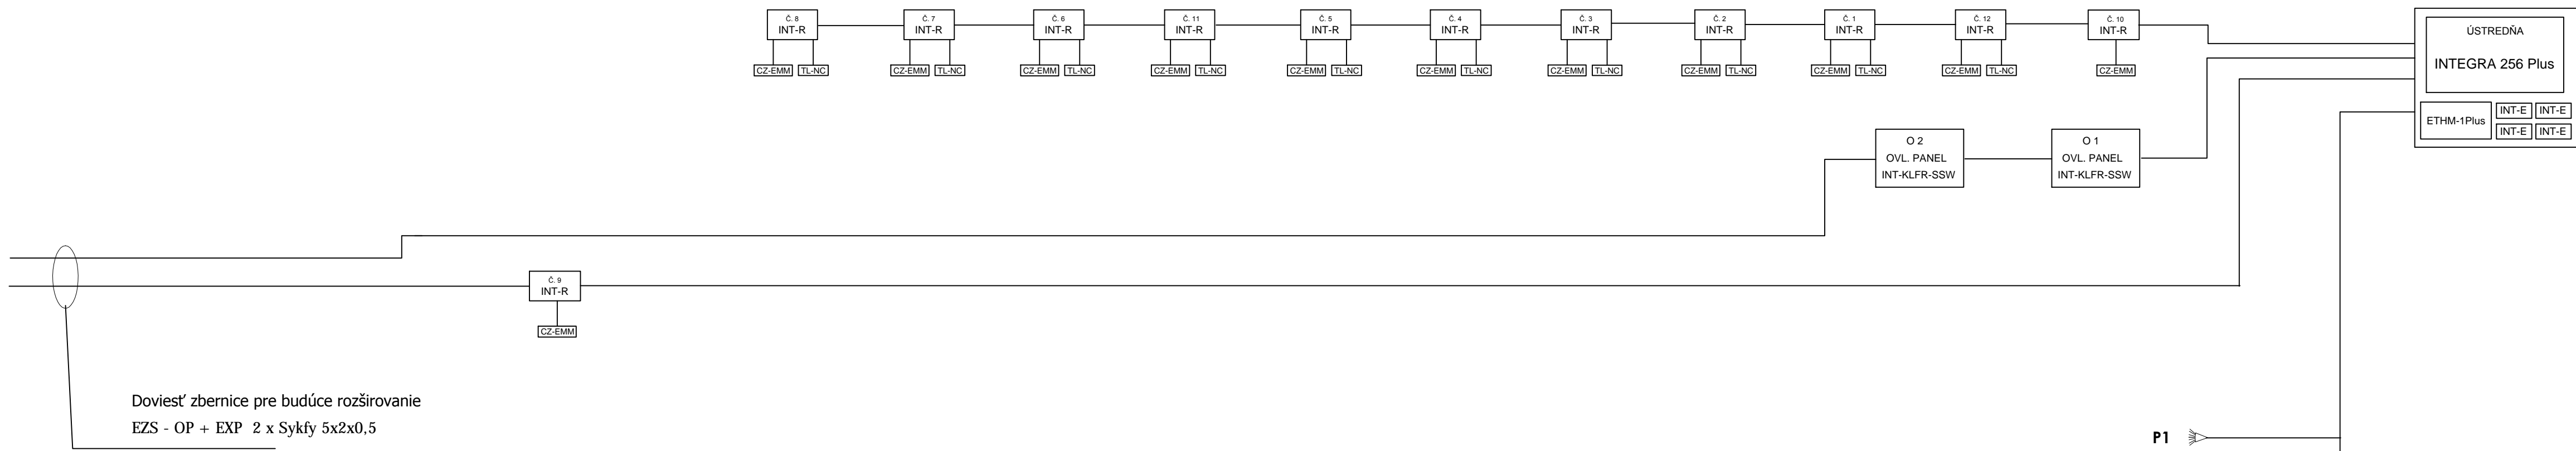 Č. 8
INT-R
CZ-EMM
TL-NC
Č. 7
INT-R
CZ-EMM
TL-NC
Č. 6
INT-R
CZ-EMM
TL-NC
Č. 11
INT-R
CZ-EMM
TL-NC
Č. 5
INT-R
CZ-EMM
TL-NC
Č. 4
INT-R
CZ-EMM
TL-NC
Č. 3
INT-R
CZ-EMM
TL-NC
Č. 2
INT-R
CZ-EMM
TL-NC
Č. 1
INT-R
CZ-EMM
TL-NC
Č. 12
INT-R
CZ-EMM
TL-NC
Č. 10
INT-R
CZ-EMM
ÚSTREDŇA
INTEGRA 256 Plus
ETHM-1Plus
INT-E
INT-E
INT-E
INT-E
O 2
OVL. PANEL
INT-KLFR-SSW
O 1
OVL. PANEL
INT-KLFR-SSW
Č. 9
INT-R
CZ-EMM
Doviesť zbernice pre budúce rozširovanie
EZS - OP + EXP 2 x Sykfy 5x2x0,5
P1